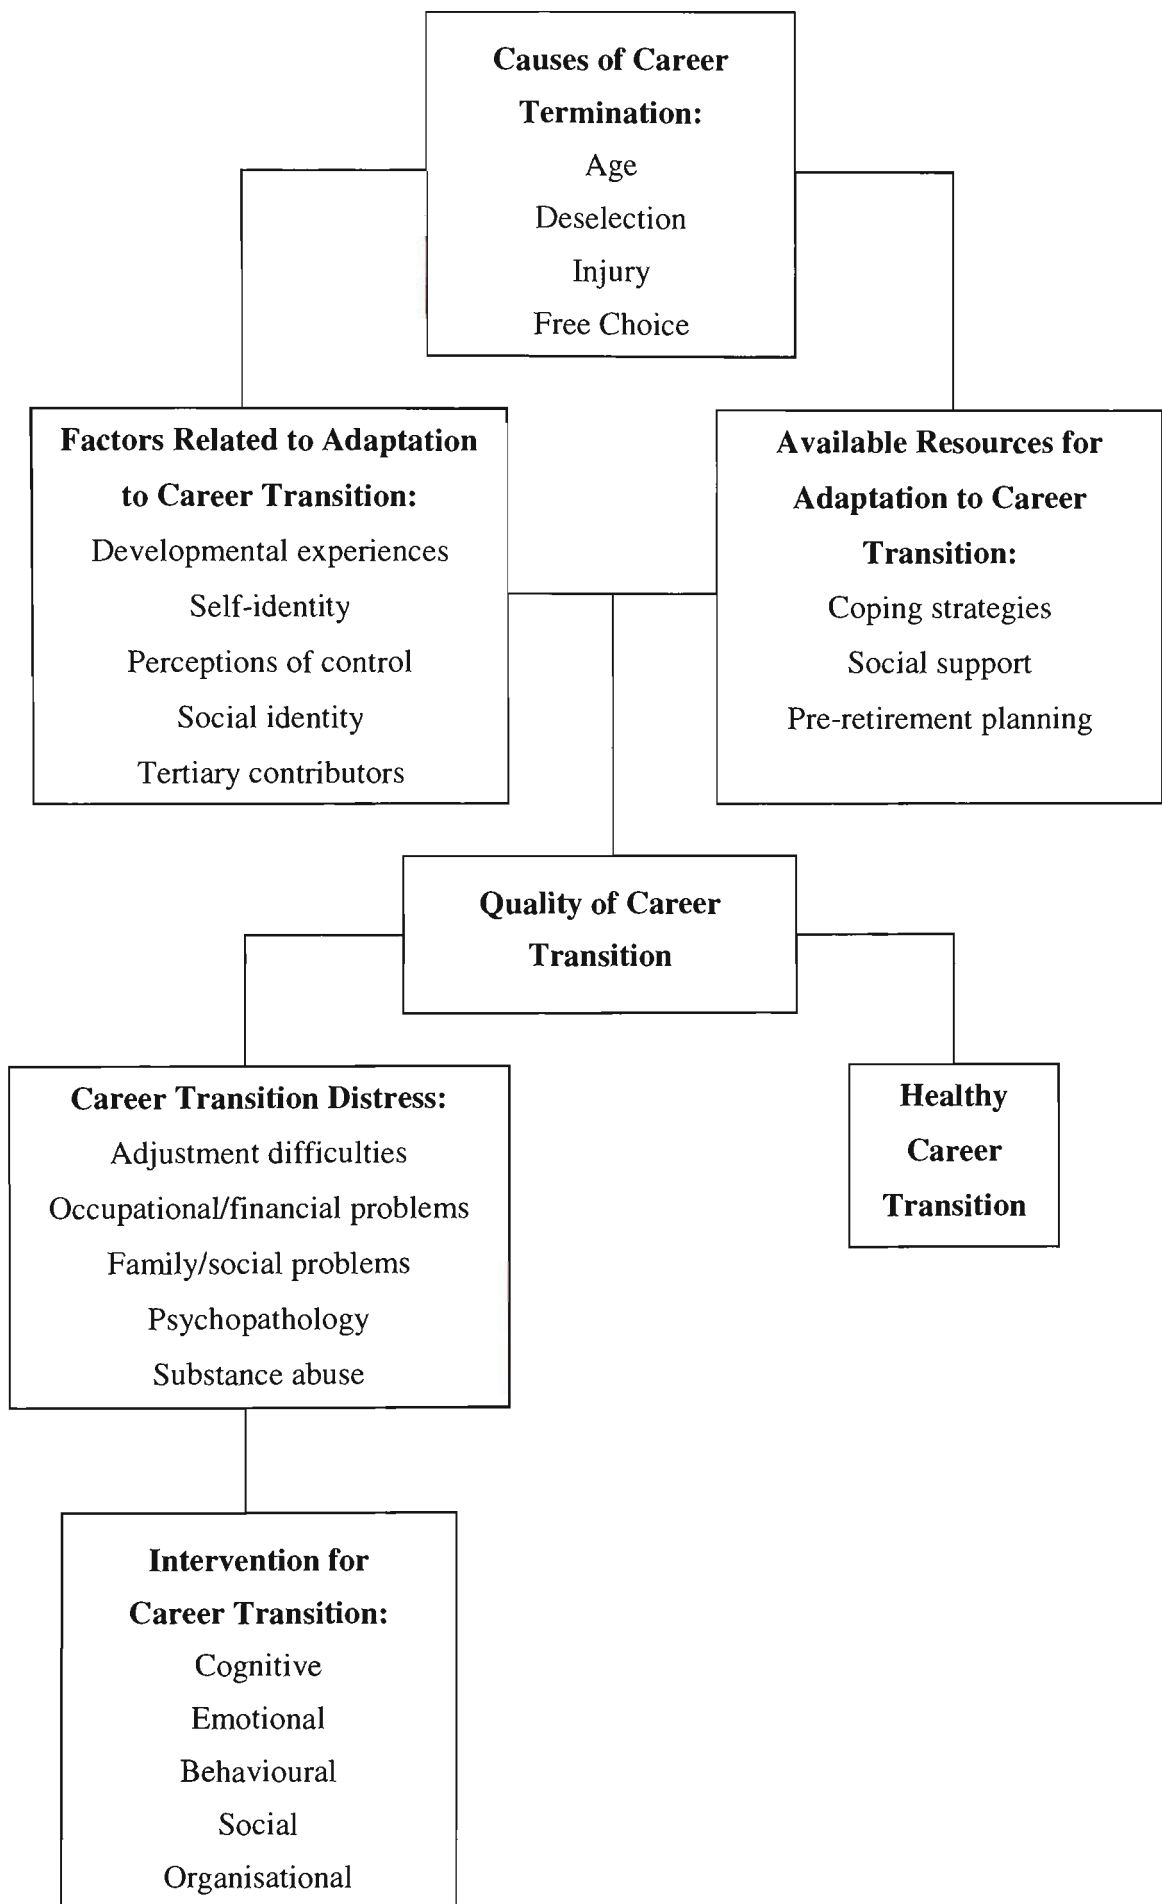 Causes of Career
Termination:
Age
Deselection
Injury
Free Choice
Factors Related to Adaptation
to Career Transition:
Developmental experiences
Self-identity
Perceptions of control
Social identity
Tertiary contributors
Available Resources for
Adaptation to Career
Transition:
Coping strategies
Social support
Pre-retirement planning
Quality of Career
Transition
Career Transition Distress:
Adjustment difficulties
Occupational/financial problems
Family/social problems
Psychopathology
Substance abuse
Healthy
Career
Transition
Intervention for
Career Transition:
Cognitive
Emotional
Behavioural
Social
Organisational